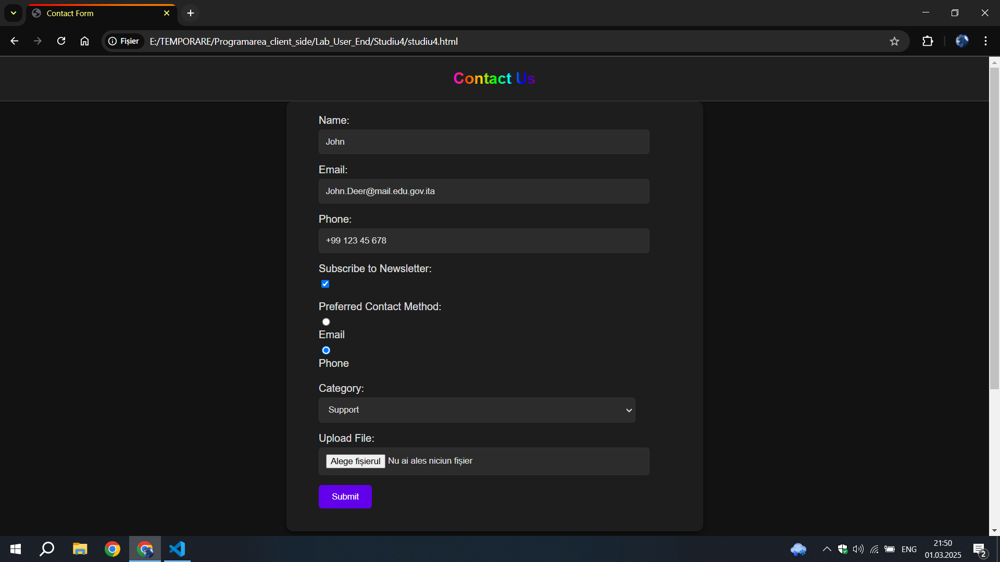 Contact Form
Fișier
E:/TEMPORARE/Programarea_client_side/Lab_User_End/Studiu4/studiu4.html
Contact Us
Name:
John
Email:
John.Deer@mail.edu.gov.ita
Phone:
+99 123 45 678
Subscribe to Newsletter:
Preferred Contact Method:
Email
Phone
Category:
Support
Upload File:
Alege fișierul Nu ai ales niciun fișier
Submit
ENG
21:50
01.03.2025
2